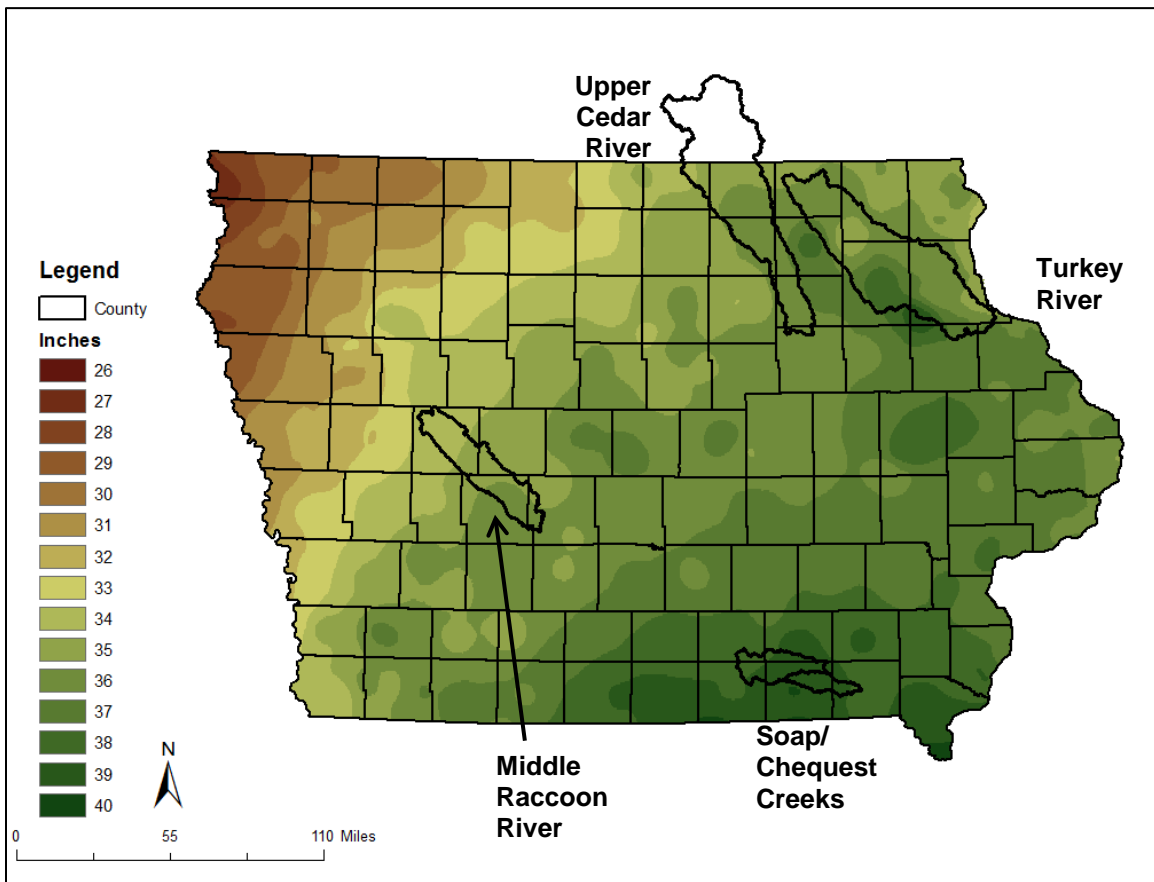 Upper
Cedar
River
Turkey
River
Legend
County
Inches
26
27
28
29
30
31
32
33
34
35
36
37
38
39
40
N
0 55 110 Miles
Middle
Raccoon
River
Soap/
Chequest
Creeks